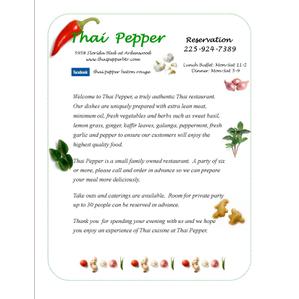 Thai Pepper
Reservation
5958 Florida Blvd at Ardenwood
225-924-7389
www.thaipepperbr.com
Lunch Buffet: Mon-Sat 11-2
Dinner: Mon-Sat 5-9
facebook
thai pepper baton rouge
Welcome to Thai Pepper, a truly authentic Thai restaurant.
Our dishes are uniquely prepared with extra lean meat,
minimum oil, fresh vegetables and herbs such as sweet basil,
lemon grass, ginger, kaffir leaves, galanga, peppermint, fresh
garlic and pepper to ensure our customers will enjoy the
highest quality food.
Thai Pepper is a small family owned restaurant. A party of six
or more, please call and order in advance so we can prepare
your meal more deliciously.
Take outs and caterings are available. Room for private party
up to 30 people can be reserved in advance.
Thank you for spending your evening with us and we hope
you enjoy an experience of Thai cuisine at Thai Pepper.